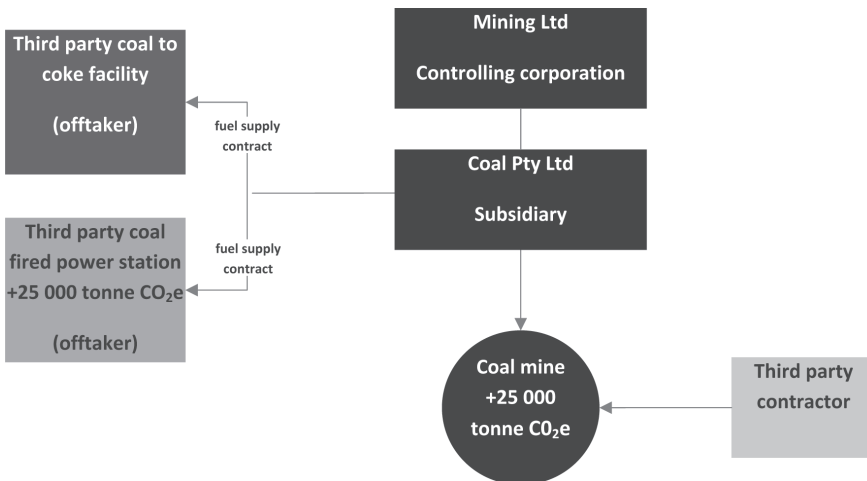 Third party coal to
coke facility
(offtaker)
Mining Ltd
Controlling corporation
fuel supply
contract
Coal Pty Ltd
Subsidiary
Third party coal
fired power station
+25 000 tonne CO₂e
(offtaker)
fuel supply
contract
Coal mine
+25 000
tonne C0₂e
Third party
contractor